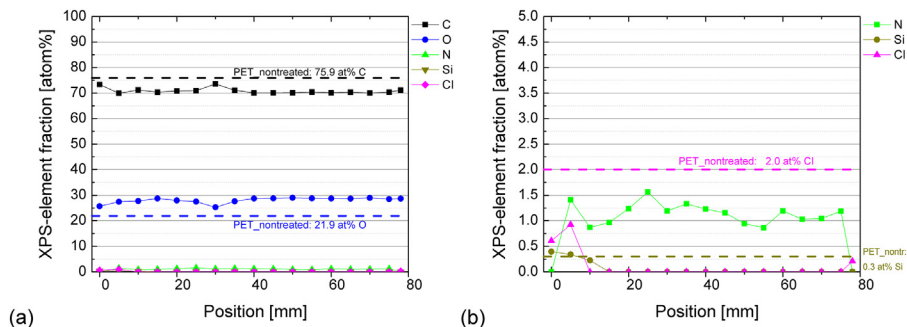 XPS-element fraction [atom%]
100
90
80
70
60
50
40
30
20
10
0
PET_nontreated: 75.9 at% C
PET_nontreated: 21.9 at% O
0 20 40 60 80
Position [mm]
C
O
N
Si
Cl
(a)
XPS-element fraction [atom%]
5.0
4.5
4.0
3.5
3.0
2.5
2.0
1.5
1.0
0.5
0.0
PET_nontreated: 2.0 at% Cl
PET_nontr:
0.3 at% Si
0 20 40 60 80
Position [mm]
N
Si
Cl
(b)